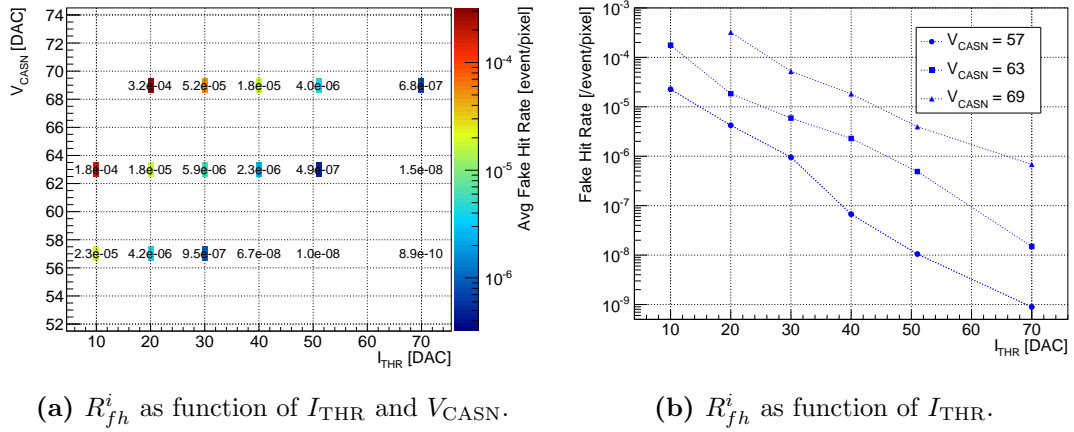 V_CASN [DAC]
74
72
70
68
66
64
62
60
58
56
54
52
3.2e-04 5.2e-05 1.8e-05 4.0e-06 6.8e-07
1.8e-04 1.8e-05 5.9e-06 2.3e-06 4.9e-07 1.5e-08
2.3e-05 4.2e-06 9.5e-07 6.7e-08 1.0e-08 8.9e-10
10 20 30 40 50 60 70
I_THR [DAC]
10^-4
10^-5
10^-6
Avg Fake Hit Rate [event/pixel]
Fake Hit Rate [/event/pixel]
10^-3
10^-4
10^-5
10^-6
10^-7
10^-8
10^-9
V_CASN = 57
V_CASN = 63
V_CASN = 69
10 20 30 40 50 60 70
I_THR [DAC]
(a) R^i_fh as function of I_THR and V_CASN.
(b) R^i_fh as function of I_THR.